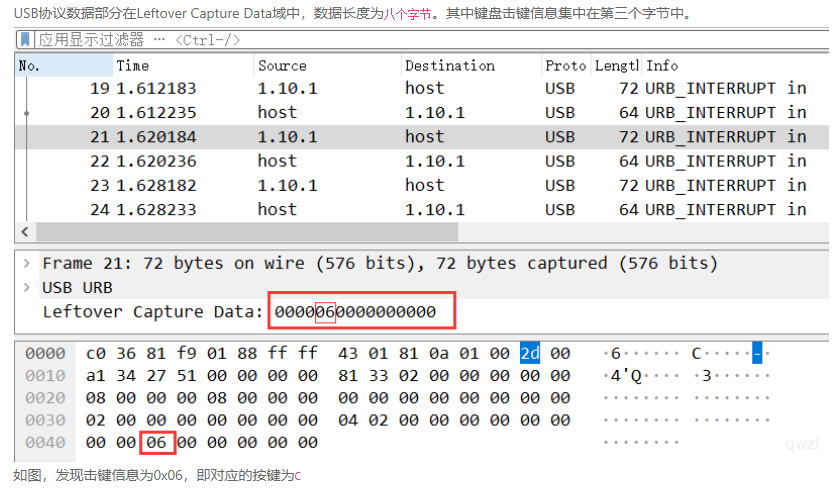 USB协议数据部分在Leftover Capture Data域中，数据长度为八个字节。其中键盘击键信息集中在第三个字节中。
应用显示过滤器 … <Ctrl-/>
No. Time Source Destination Proto Lengtl Info
19 1.612183 1.10.1 host USB 72 URB_INTERRUPT in
20 1.612235 host 1.10.1 USB 64 URB_INTERRUPT in
21 1.620184 1.10.1 host USB 72 URB_INTERRUPT in
22 1.620236 host 1.10.1 USB 64 URB_INTERRUPT in
23 1.628182 1.10.1 host USB 72 URB_INTERRUPT in
24 1.628233 host 1.10.1 USB 64 URB_INTERRUPT in
Frame 21: 72 bytes on wire (576 bits), 72 bytes captured (576 bits)
USB URB
Leftover Capture Data: 0000060000000000
0000 c0 36 81 f9 01 88 ff ff 43 01 81 0a 01 00 2d 00 ·6······ C·····-·
0010 a1 34 27 51 00 00 00 00 81 33 02 00 00 00 00 00 ·4'Q···· ·3······
0020 08 00 00 00 08 00 00 00 00 00 00 00 00 00 00 00 ········ ········
0030 02 00 00 00 00 00 00 00 04 02 00 00 00 00 00 00 ········ ········
0040 00 00 06 00 00 00 00 00 ········
qwzf
如图，发现击键信息为0x06，即对应的按键为C